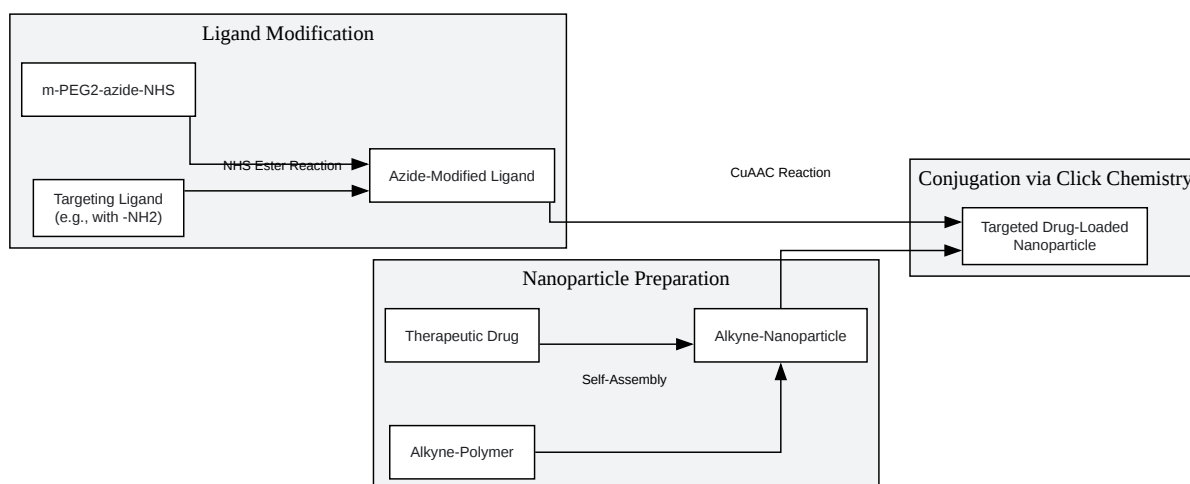 Ligand Modification
m-PEG2-azide-NHS
NHS Ester Reaction
Azide-Modified Ligand
Targeting Ligand
(e.g., with -NH2)
CuAAC Reaction
Conjugation via Click Chemistry
Targeted Drug-Loaded
Nanoparticle
Nanoparticle Preparation
Therapeutic Drug
Alkyne-Nanoparticle
Self-Assembly
Alkyne-Polymer